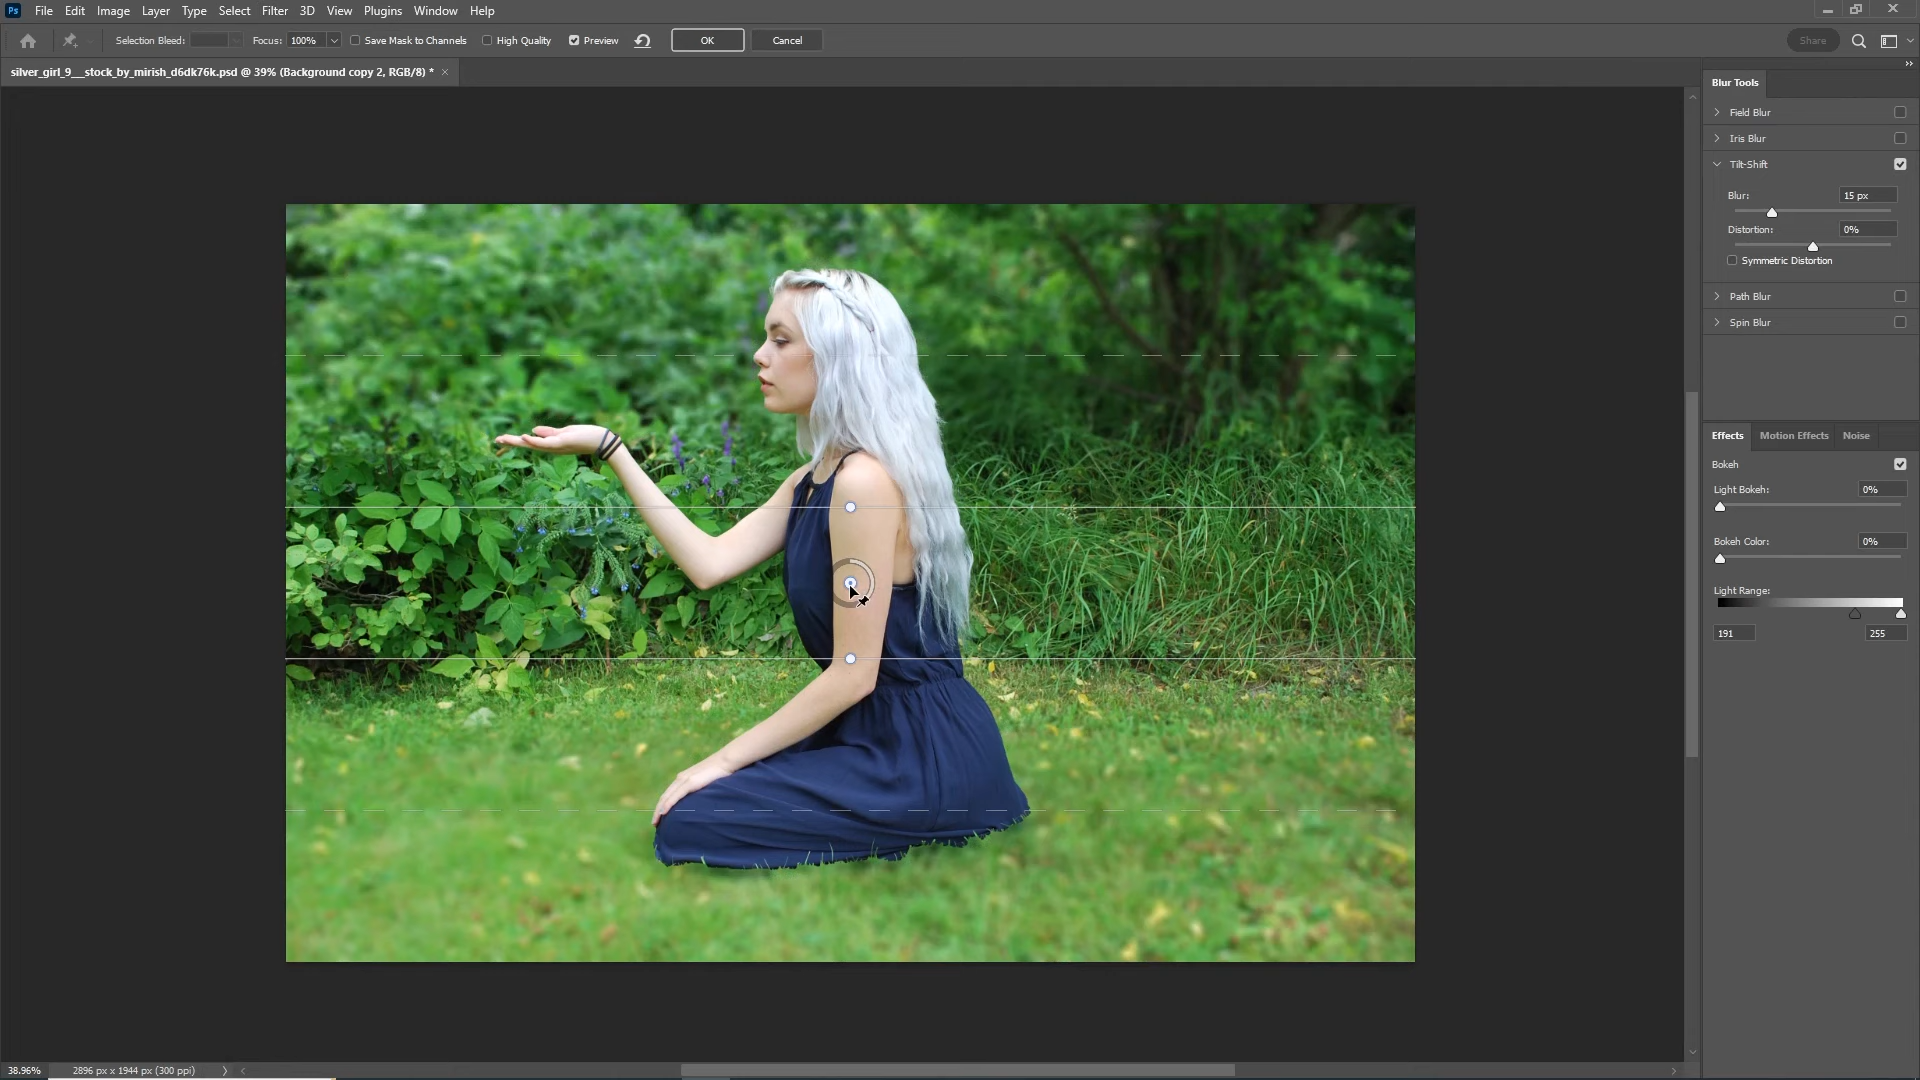 Ps File Edit Image Layer Type Select Filter 3D View Plugins Window Help
Selection Bleed: Focus: 100% Save Mask to Channels High Quality Preview OK Cancel Share
silver_girl_9__stock_by_mirish_d6dk76k.psd @ 39% (Background copy 2, RGB/8) *
Blur Tools
Field Blur
Iris Blur
Tilt-Shift
Blur: 15 px
Distortion: 0%
Symmetric Distortion
Path Blur
Spin Blur
Effects Motion Effects Noise
Bokeh
Light Bokeh: 0%
Bokeh Color: 0%
Light Range:
191 255
38.96% 2896 px x 1944 px (300 ppi)